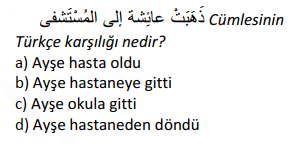 ذَهَبَتْ عائِشة إلى المُسْتَشفى Cümlesinin
Türkçe karşılığı nedir?
a) Ayşe hasta oldu
b) Ayşe hastaneye gitti
c) Ayşe okula gitti
d) Ayşe hastaneden döndü